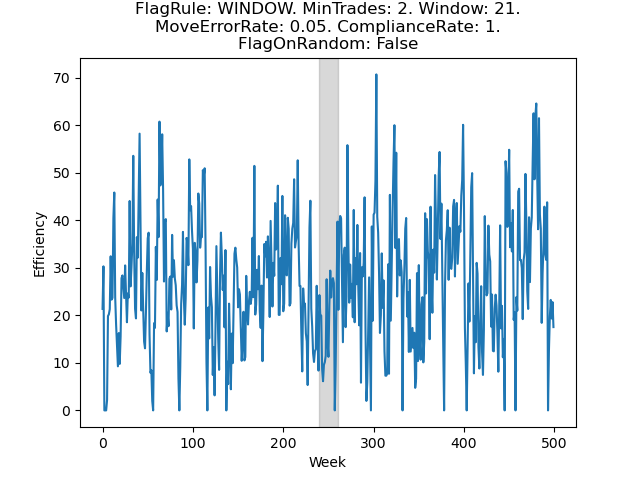 FlagRule: WINDOW. MinTrades: 2. Window: 21.
MoveErrorRate: 0.05. ComplianceRate: 1.
FlagOnRandom: False
70
60
50
40
30
20
10
0
Efficiency
0 100 200 300 400 500
Week